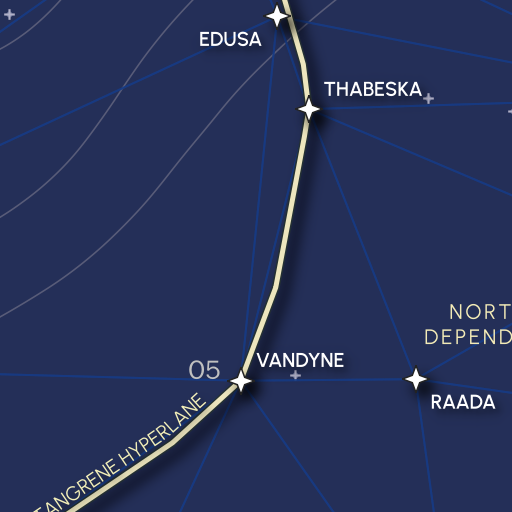 EDUSA
THABESKA
NORT
DEPEND
VANDYNE
05
RAADA
TANGRENE HYPERLANE